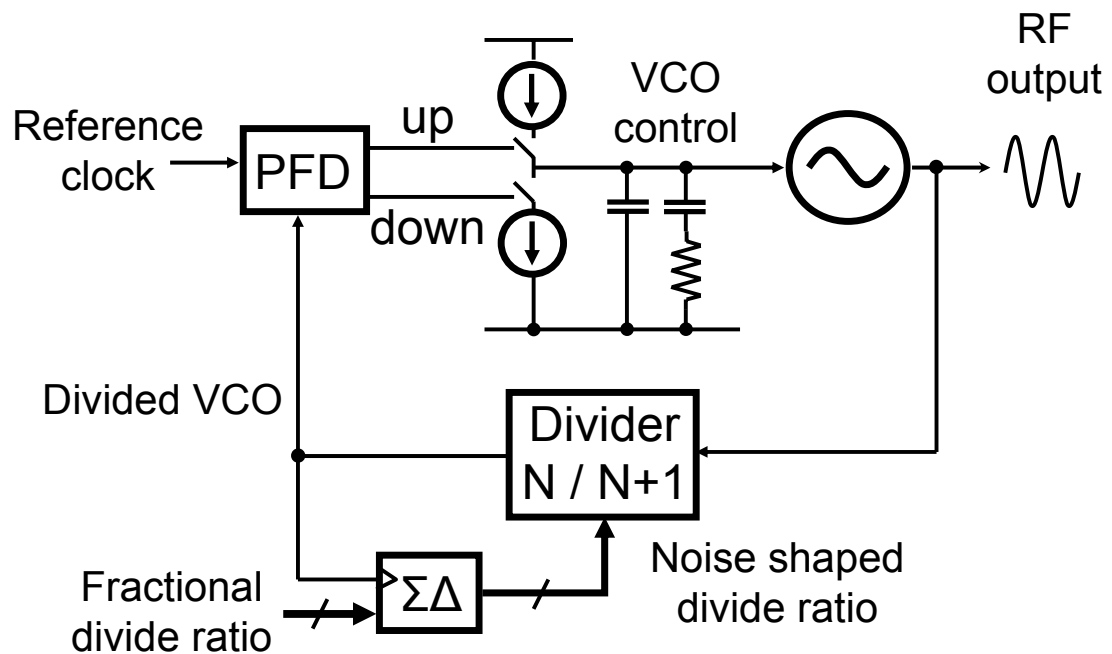 RF
output
VCO
control
Reference
clock
PFD
up
down
Divided VCO
Divider
N / N+1
Fractional
divide ratio
ΣΔ
Noise shaped
divide ratio